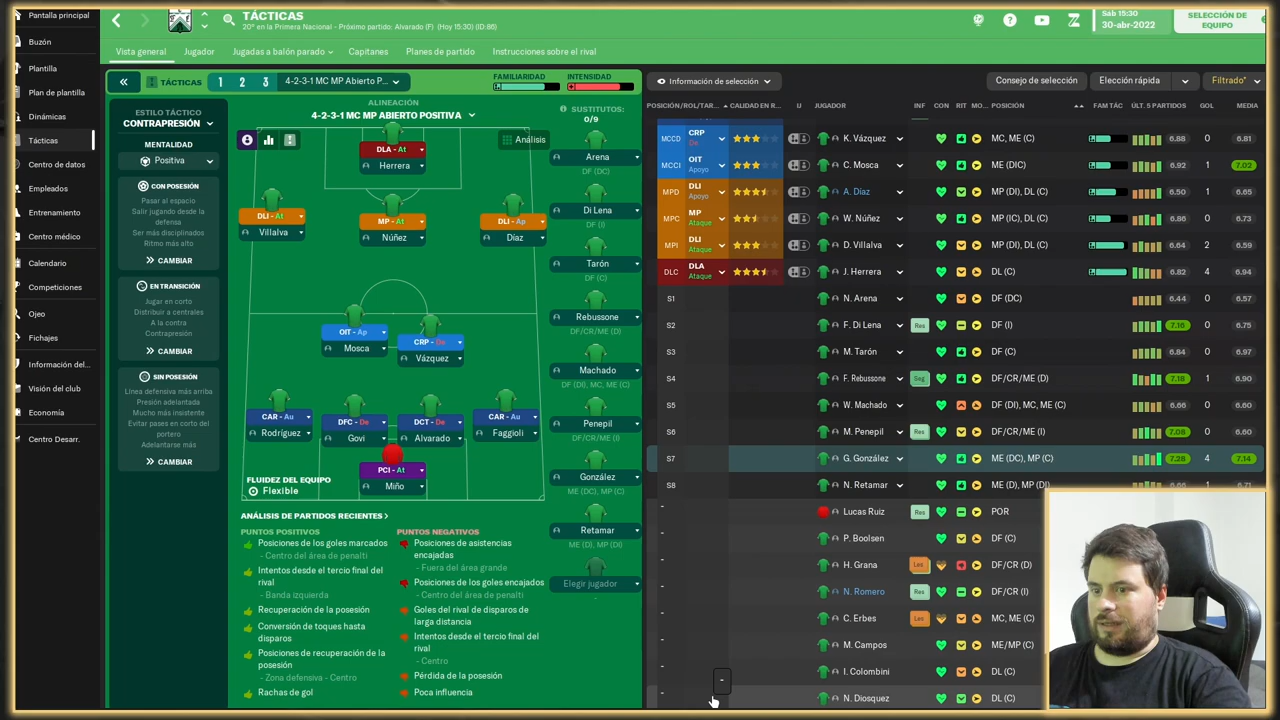 Pantalla principal
TÁCTICAS
20° en la Primera Nacional - Próximo partido: Alvarado (F) (Hoy 15:30) (ID:86)
Sáb 15:30
30-abr-2022
SELECCIÓN DE
EQUIPO
Buzón
Plantilla
Plan de plantilla
Dinámicas
Tácticas
Centro de datos
Empleados
Entrenamiento
Centro médico
Calendario
Competiciones
Ojeo
Fichajes
Información del...
Visión del club
Economía
Centro Desarr.
Vista general
Jugador
Jugadas a balón parado
Capitanes
Planes de partido
Instrucciones sobre el rival
TÁCTICAS
1 2 3
4-2-3-1 MC MP Abierto P...
FAMILIARIDAD
INTENSIDAD
ESTILO TÁCTICO
CONTRAPRESIÓN
MENTALIDAD
Positiva
CON POSESIÓN
Pasar al espacio
Salir jugando desde la
defensa
Ser más disciplinados
Ritmo más alto
CAMBIAR
EN TRANSICIÓN
Jugar en corto
Distribuir a centrales
A la contra
Contrapresión
CAMBIAR
SIN POSESIÓN
Línea defensiva más arriba
Presión adelantada
Mucho más insistente
Evitar pases en corto del
portero
Adelantarse más
CAMBIAR
ALINEACIÓN
4-2-3-1 MC MP ABIERTO POSITIVA
Análisis
DLA - At
Herrera
DLI - At
Villalva
MP - At
Núñez
DLI - Ap
Díaz
OIT - Ap
Mosca
CRP - De
Vázquez
CAR - Au
Rodríguez
DFC - De
Govi
DCT - De
Alvarado
CAR - Au
Faggioli
PCI - At
Miño
FLUIDEZ DEL EQUIPO
Flexible
SUSTITUTOS:
0/9
Arena
DF (DC)
Di Lena
DF (I)
Tarón
DF (C)
Rebussone
DF/CR/ME (D)
Machado
DF (DI), MC, ME (C)
Penepil
DF/CR/ME (I)
González
ME (DC), MP (C)
Retamar
ME (D), MP (DI)
Elegir jugador
-
ANÁLISIS DE PARTIDOS RECIENTES
PUNTOS POSITIVOS
Posiciones de los goles marcados
- Centro del área de penalti
Intentos desde el tercio final del
rival
- Banda izquierda
Recuperación de la posesión
Conversión de toques hasta
disparos
Posiciones de recuperación de la
posesión
- Zona defensiva - Centro
Rachas de gol
PUNTOS NEGATIVOS
Posiciones de asistencias
encajadas
- Fuera del área grande
Posiciones de los goles encajados
- Centro del área de penalti
Goles del rival de disparos de
larga distancia
Intentos desde el tercio final del
rival
- Centro
Pérdida de la posesión
Poca influencia
Información de selección
Consejo de selección
Elección rápida
Filtrado*
POSICIÓN/ROL/TAR... CALIDAD EN R... IJ JUGADOR INF CON RIT MO... POSICIÓN FAM TÁC ÚLT. 5 PARTIDOS GOL MEDIA
MCCD CRP De K. Vázquez MC, ME (C) 6.88 0 6.81
MCCI OIT Apoyo C. Mosca ME (DIC) 6.92 1 7.02
MPD DLI Apoyo A. Díaz MP (DI), DL (C) 6.50 1 6.65
MPC MP Ataque W. Núñez MP (IC), DL (C) 6.86 0 6.73
MPI DLI Ataque D. Villalva MP (DI), DL (C) 6.64 2 6.59
DLC DLA Ataque J. Herrera DL (C) 6.82 4 6.94
S1 N. Arena DF (DC) 6.44 0 6.57
S2 F. Di Lena Res DF (I) 7.16 0 6.75
S3 M. Tarón DF (C) 6.84 0 6.97
S4 F. Rebussone Seg DF/CR/ME (D) 7.18 1 6.90
S5 W. Machado DF (DI), MC, ME (C) 6.66 0 6.60
S6 M. Penepil Res DF/CR/ME (I) 7.08 0 6.60
S7 G. González ME (DC), MP (C) 7.28 4 7.14
S8 N. Retamar ME (D), MP (DI) 1 6.71
- Lucas Ruiz Res POR
- P. Boolsen DF (C)
- H. Grana Les DF/CR (D)
- N. Romero Res DF/CR (I)
- C. Erbes Les MC, ME (C)
- M. Campos ME/MP (C)
- I. Colombini DL (C)
- N. Diosquez DL (C)
-